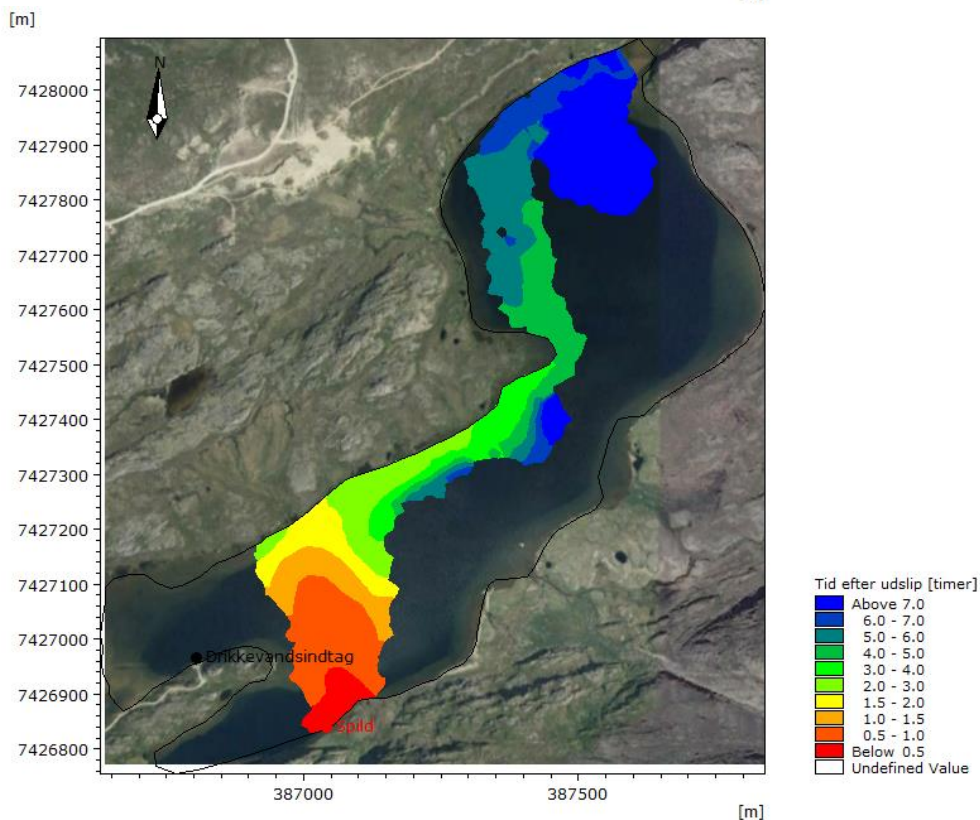 [m]
N
7428000
7427900
7427800
7427700
7427600
7427500
7427400
7427300
7427200
7427100
7427000
7426900
7426800
Drikkevandsindtag
Spild
387000
387500
[m]
Tid efter udslip [timer]
Above 7.0
6.0 - 7.0
5.0 - 6.0
4.0 - 5.0
3.0 - 4.0
2.0 - 3.0
1.5 - 2.0
1.0 - 1.5
0.5 - 1.0
Below 0.5
Undefined Value